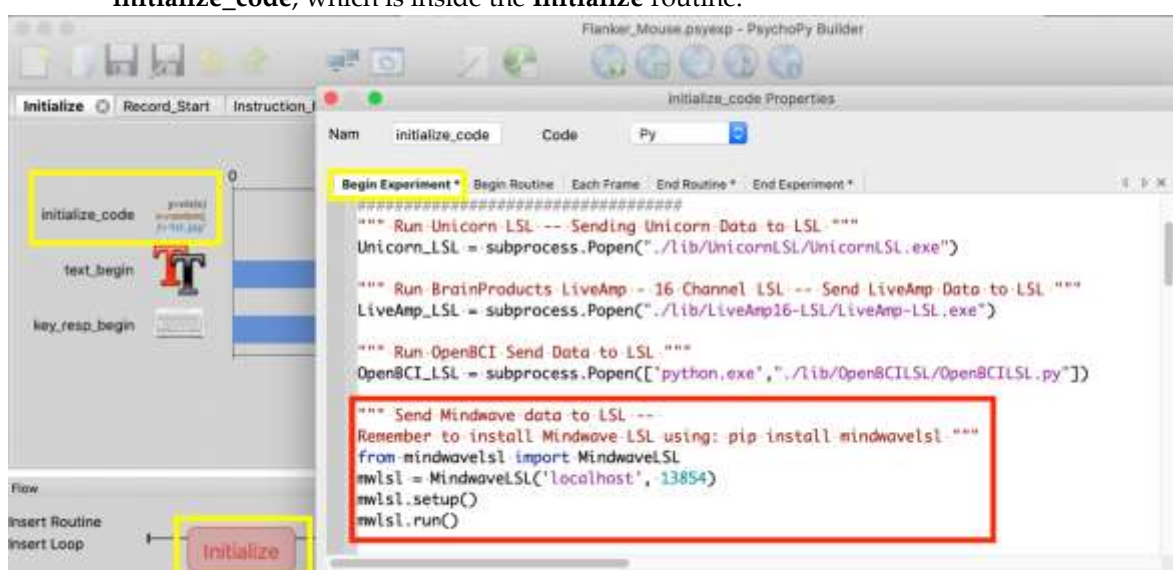 initialize_code, which is inside the Initialize routine.
Flanker_Mouse.psyexp - PsychoPy Builder
Initialize Record_Start Instruction_
initialize_code Properties
Nam initialize_code Code Py
Begin Experiment * Begin Routine Each Frame End Routine * End Experiment *
0
initialize_code
text_begin
key_resp_begin
###################################
""" Run Unicorn LSL -- Sending Unicorn Data to LSL """
Unicorn_LSL = subprocess.Popen("./lib/UnicornLSL/UnicornLSL.exe")
""" Run BrainProducts LiveAmp - 16 Channel LSL -- Send LiveAmp Data to LSL """
LiveAmp_LSL = subprocess.Popen("./lib/LiveAmp16-LSL/LiveAmp-LSL.exe")
""" Run OpenBCI Send Data to LSL """
OpenBCI_LSL = subprocess.Popen(['python.exe',"./lib/OpenBCILSL/OpenBCILSL.py"])
""" Send Mindwave data to LSL --
Remember to install Mindwave LSL using: pip install mindwavelsl """
from mindwavelsl import MindwaveLSL
mwlsl = MindwaveLSL('localhost', 13854)
mwlsl.setup()
mwlsl.run()
Flow
Insert Routine
Insert Loop
Initialize